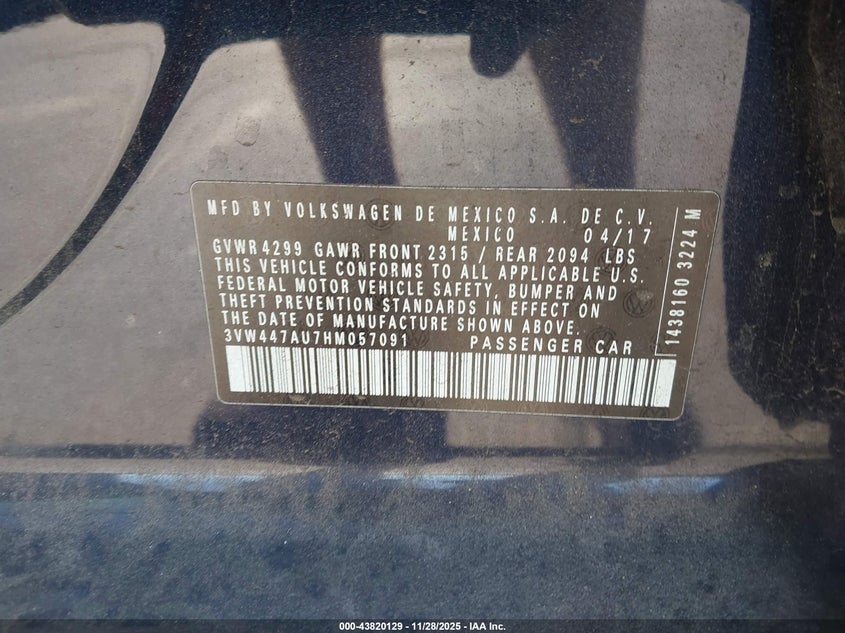 MFD BY VOLKSWAGEN DE MEXICO S.A. DE C.V.
MEXICO 04/17
GVWR 4299 GAWR FRONT 2315 / REAR 2094 LBS
THIS VEHICLE CONFORMS TO ALL APPLICABLE U.S.
FEDERAL MOTOR VEHICLE SAFETY, BUMPER AND
THEFT PREVENTION STANDARDS IN EFFECT ON
THE DATE OF MANUFACTURE SHOWN ABOVE.
3VW447AU7HM057091 PASSENGER CAR
1438160 3224 M
000-43820129 - 11/28/2025 - IAA Inc.